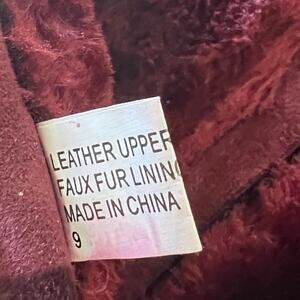 LEATHER UPPER
FAUX FUR LINING
MADE IN CHINA
9